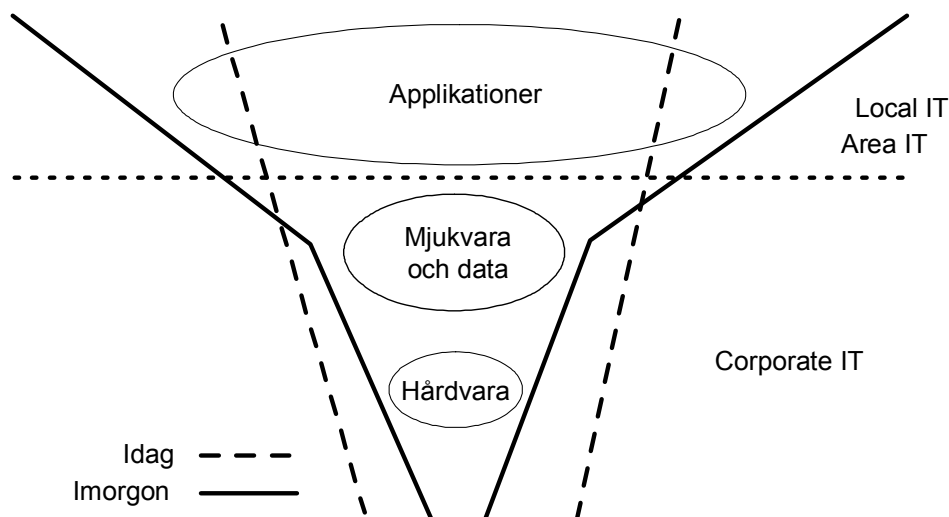 Applikationer
Local IT
Area IT
Mjukvara
och data
Corporate IT
Hårdvara
Idag
Imorgon